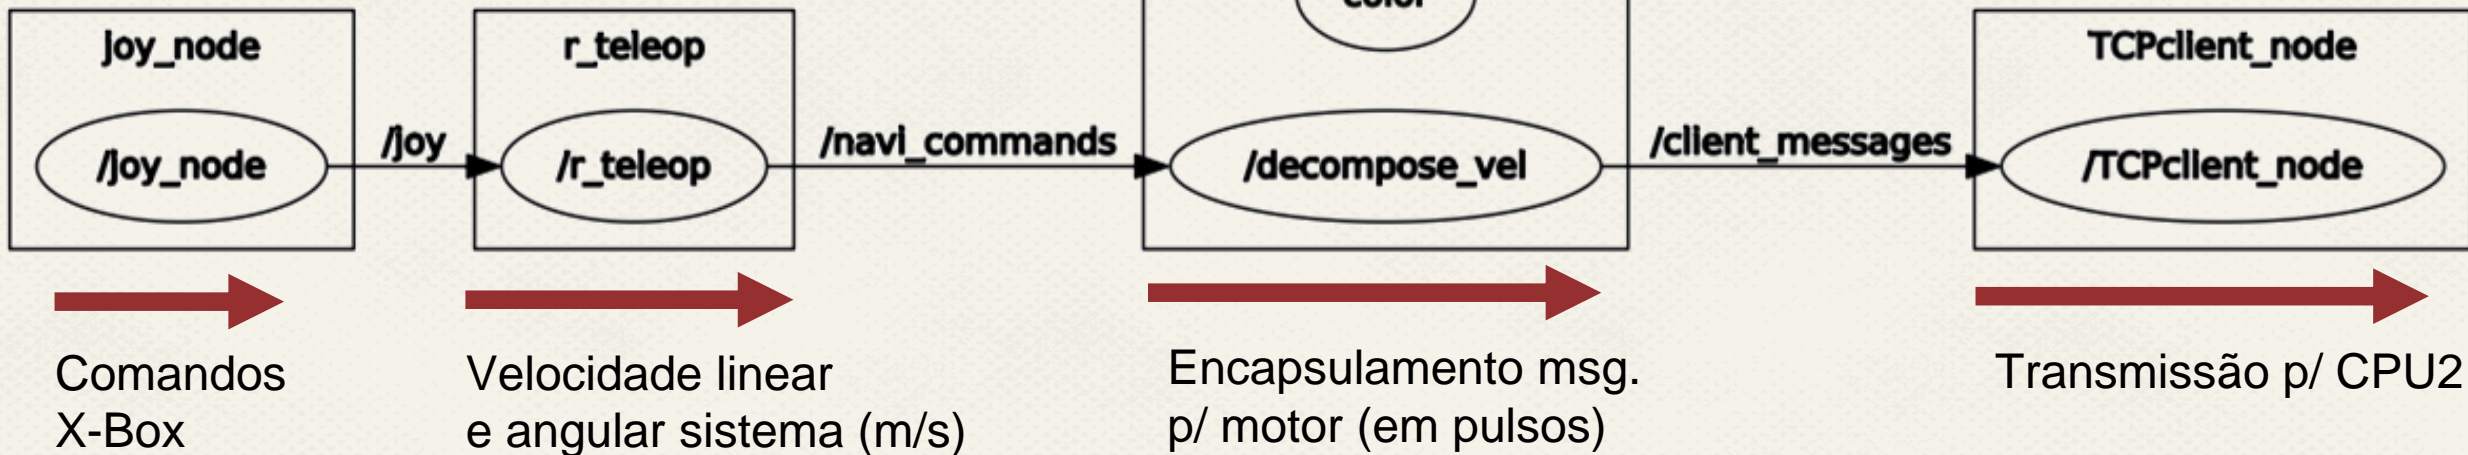 color
joy_node
r_teleop
TCPclient_node
/joy
/navi_commands
/client_messages
/joy_node
/r_teleop
/decompose_vel
/TCPclient_node
Comandos
X-Box
Velocidade linear
e angular sistema (m/s)
Encapsulamento msg.
p/ motor (em pulsos)
Transmissão p/ CPU2